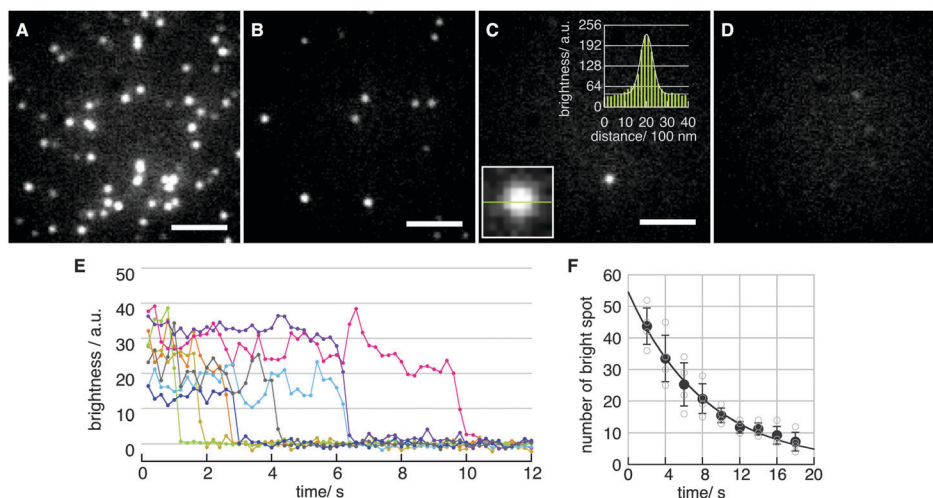 A
B
C
D
brightness/ a.u.
256
192
128
64
0
0 10 20 30 40
distance/ 100 nm
E
brightness / a.u.
50
40
30
20
10
0
0 2 4 6 8 10 12
time/ s
F
number of bright spot
60
50
40
30
20
10
0
0 4 8 12 16 20
time/ s